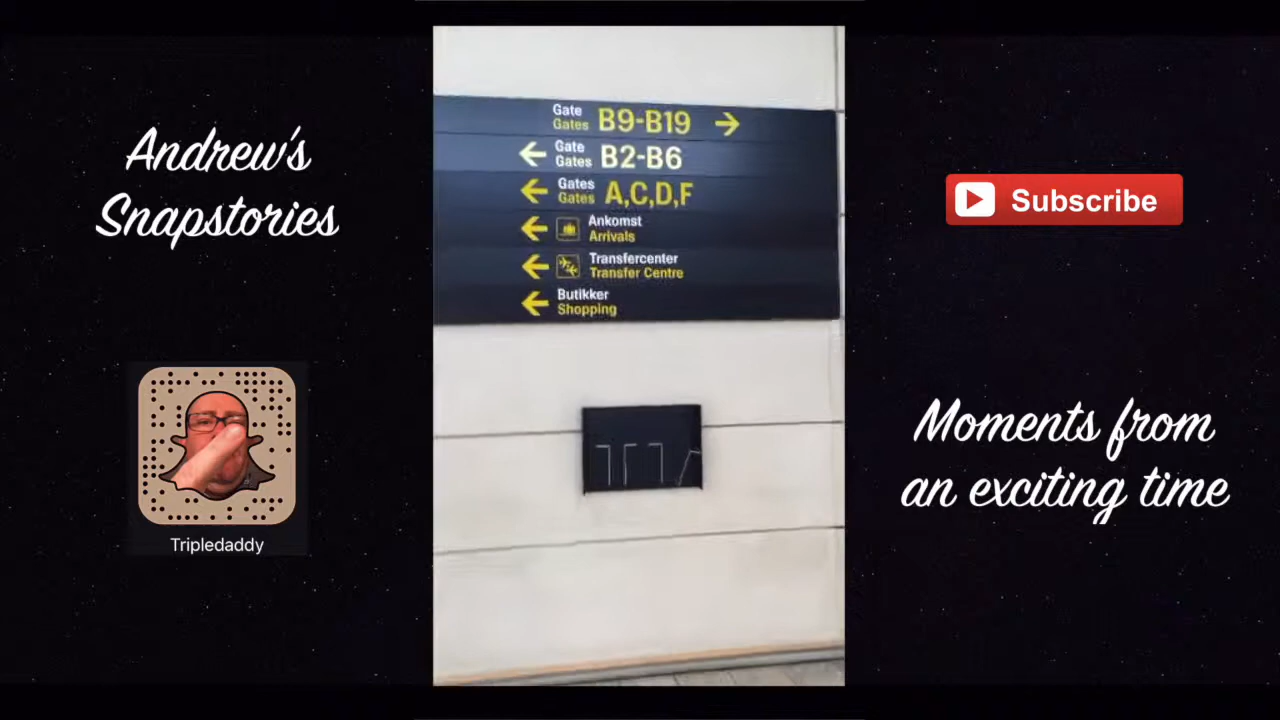 Andrew's
Snapstories
Tripledaddy
Gate
Gates B9-B19
Gate
Gates B2-B6
Gates
Gates A,C,D,F
Ankomst
Arrivals
Transfercenter
Transfer Centre
Butikker
Shopping
Subscribe
Moments from
an exciting time